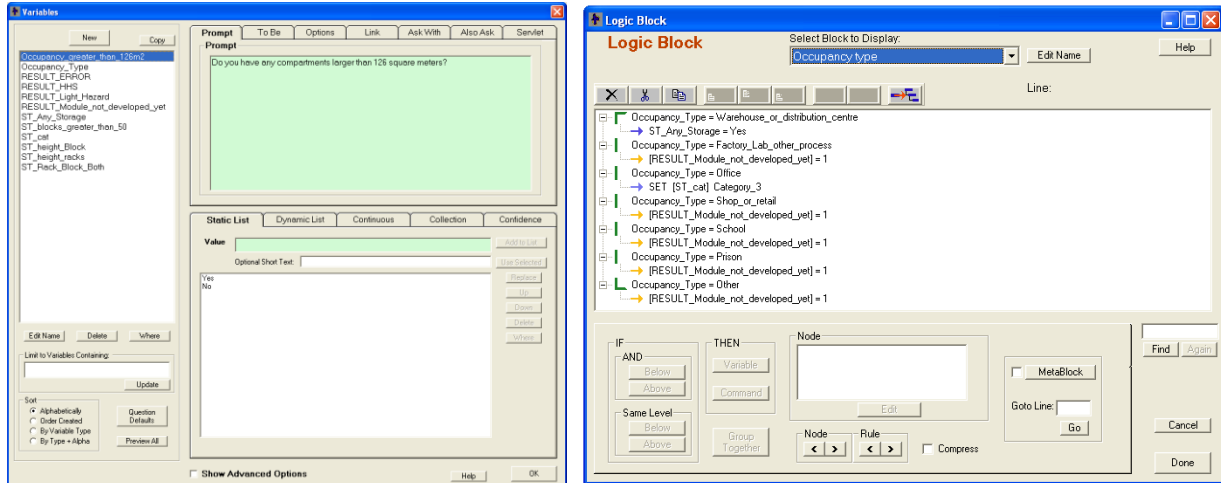 Variables
New
Copy
Occupancy_greater_than_126m2
Occupancy_Type
RESULT_ERROR
RESULT_HHS
RESULT_Light_Hazard
RESULT_Module_not_developed_yet
ST_Any_Storage
ST_blocks_greater_than_50
ST_cat
ST_height_Block
ST_height_racks
ST_Rack_Block_Both
Edit Name
Delete
Where
Limit to Variables Containing:
Update
Sort
Alphabetically
Order Created
By Variable Type
By Type + Alpha
Question Defaults
Preview All
Prompt
To Be
Options
Link
Ask With
Also Ask
Servlet
Prompt
Do you have any compartments larger than 126 square meters?
Static List
Dynamic List
Continuous
Collection
Confidence
Value
Add to List
Optional Short Text:
Use Selected
Yes
No
Replace
Up
Down
Delete
Where
Show Advanced Options
Help
OK
Logic Block
Logic Block
Select Block to Display:
Occupancy type
Edit Name
Help
Line:
Occupancy_Type = Warehouse_or_distribution_centre
ST_Any_Storage = Yes
Occupancy_Type = Factory_Lab_other_process
[RESULT_Module_not_developed_yet] = 1
Occupancy_Type = Office
SET [ST_cat] Category_3
Occupancy_Type = Shop_or_retail
[RESULT_Module_not_developed_yet] = 1
Occupancy_Type = School
[RESULT_Module_not_developed_yet] = 1
Occupancy_Type = Prison
[RESULT_Module_not_developed_yet] = 1
Occupancy_Type = Other
[RESULT_Module_not_developed_yet] = 1
IF
AND
Below
Above
Same Level
Below
Above
THEN
Variable
Command
Group Together
Node
Edit
Node
< >
Rule
< >
Compress
MetaBlock
Goto Line:
Go
Find
Again
Cancel
Done